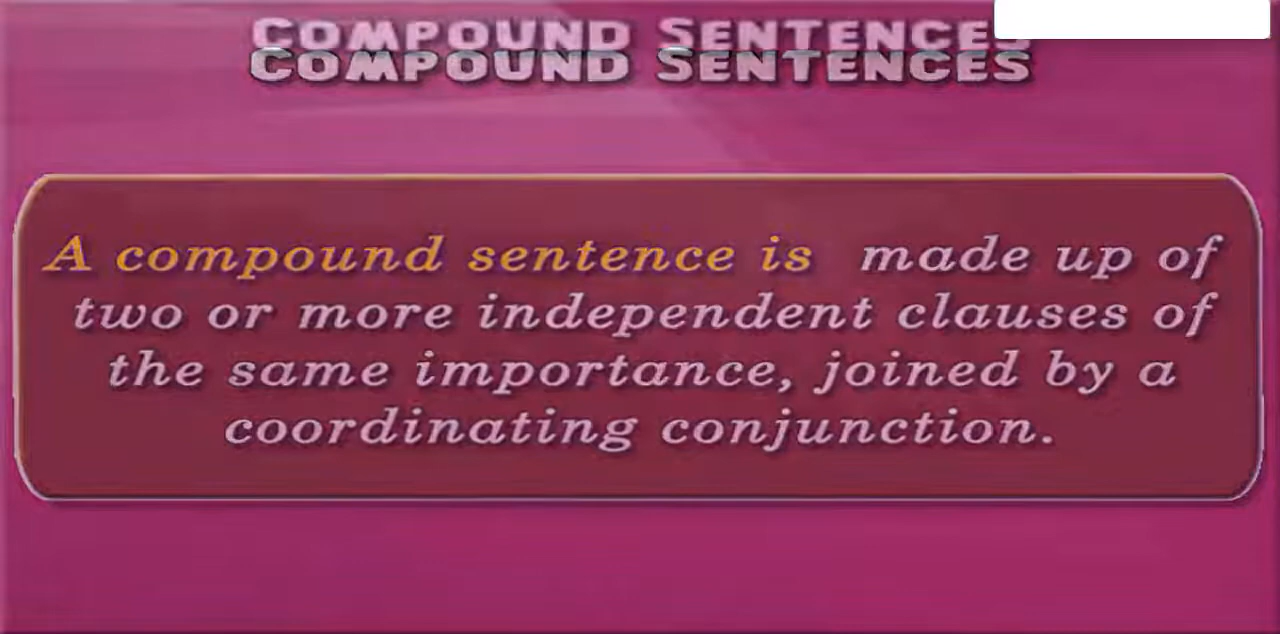 COMPOUND SENTENCES
COMPOUND SENTENCES
A compound sentence is made up of
two or more independent clauses of
the same importance, joined by a
coordinating conjunction.